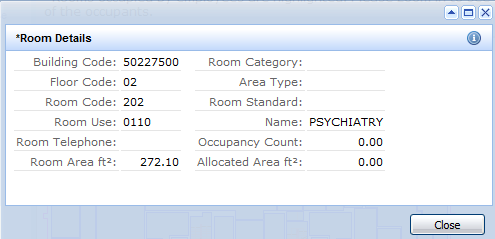 of the occupants.
*Room Details
Building Code: 50227500 Room Category:
Floor Code: 02 Area Type:
Room Code: 202 Room Standard:
Room Use: 0110 Name: PSYCHIATRY
Room Telephone: Occupancy Count: 0.00
Room Area ft²: 272.10 Allocated Area ft²: 0.00
Close